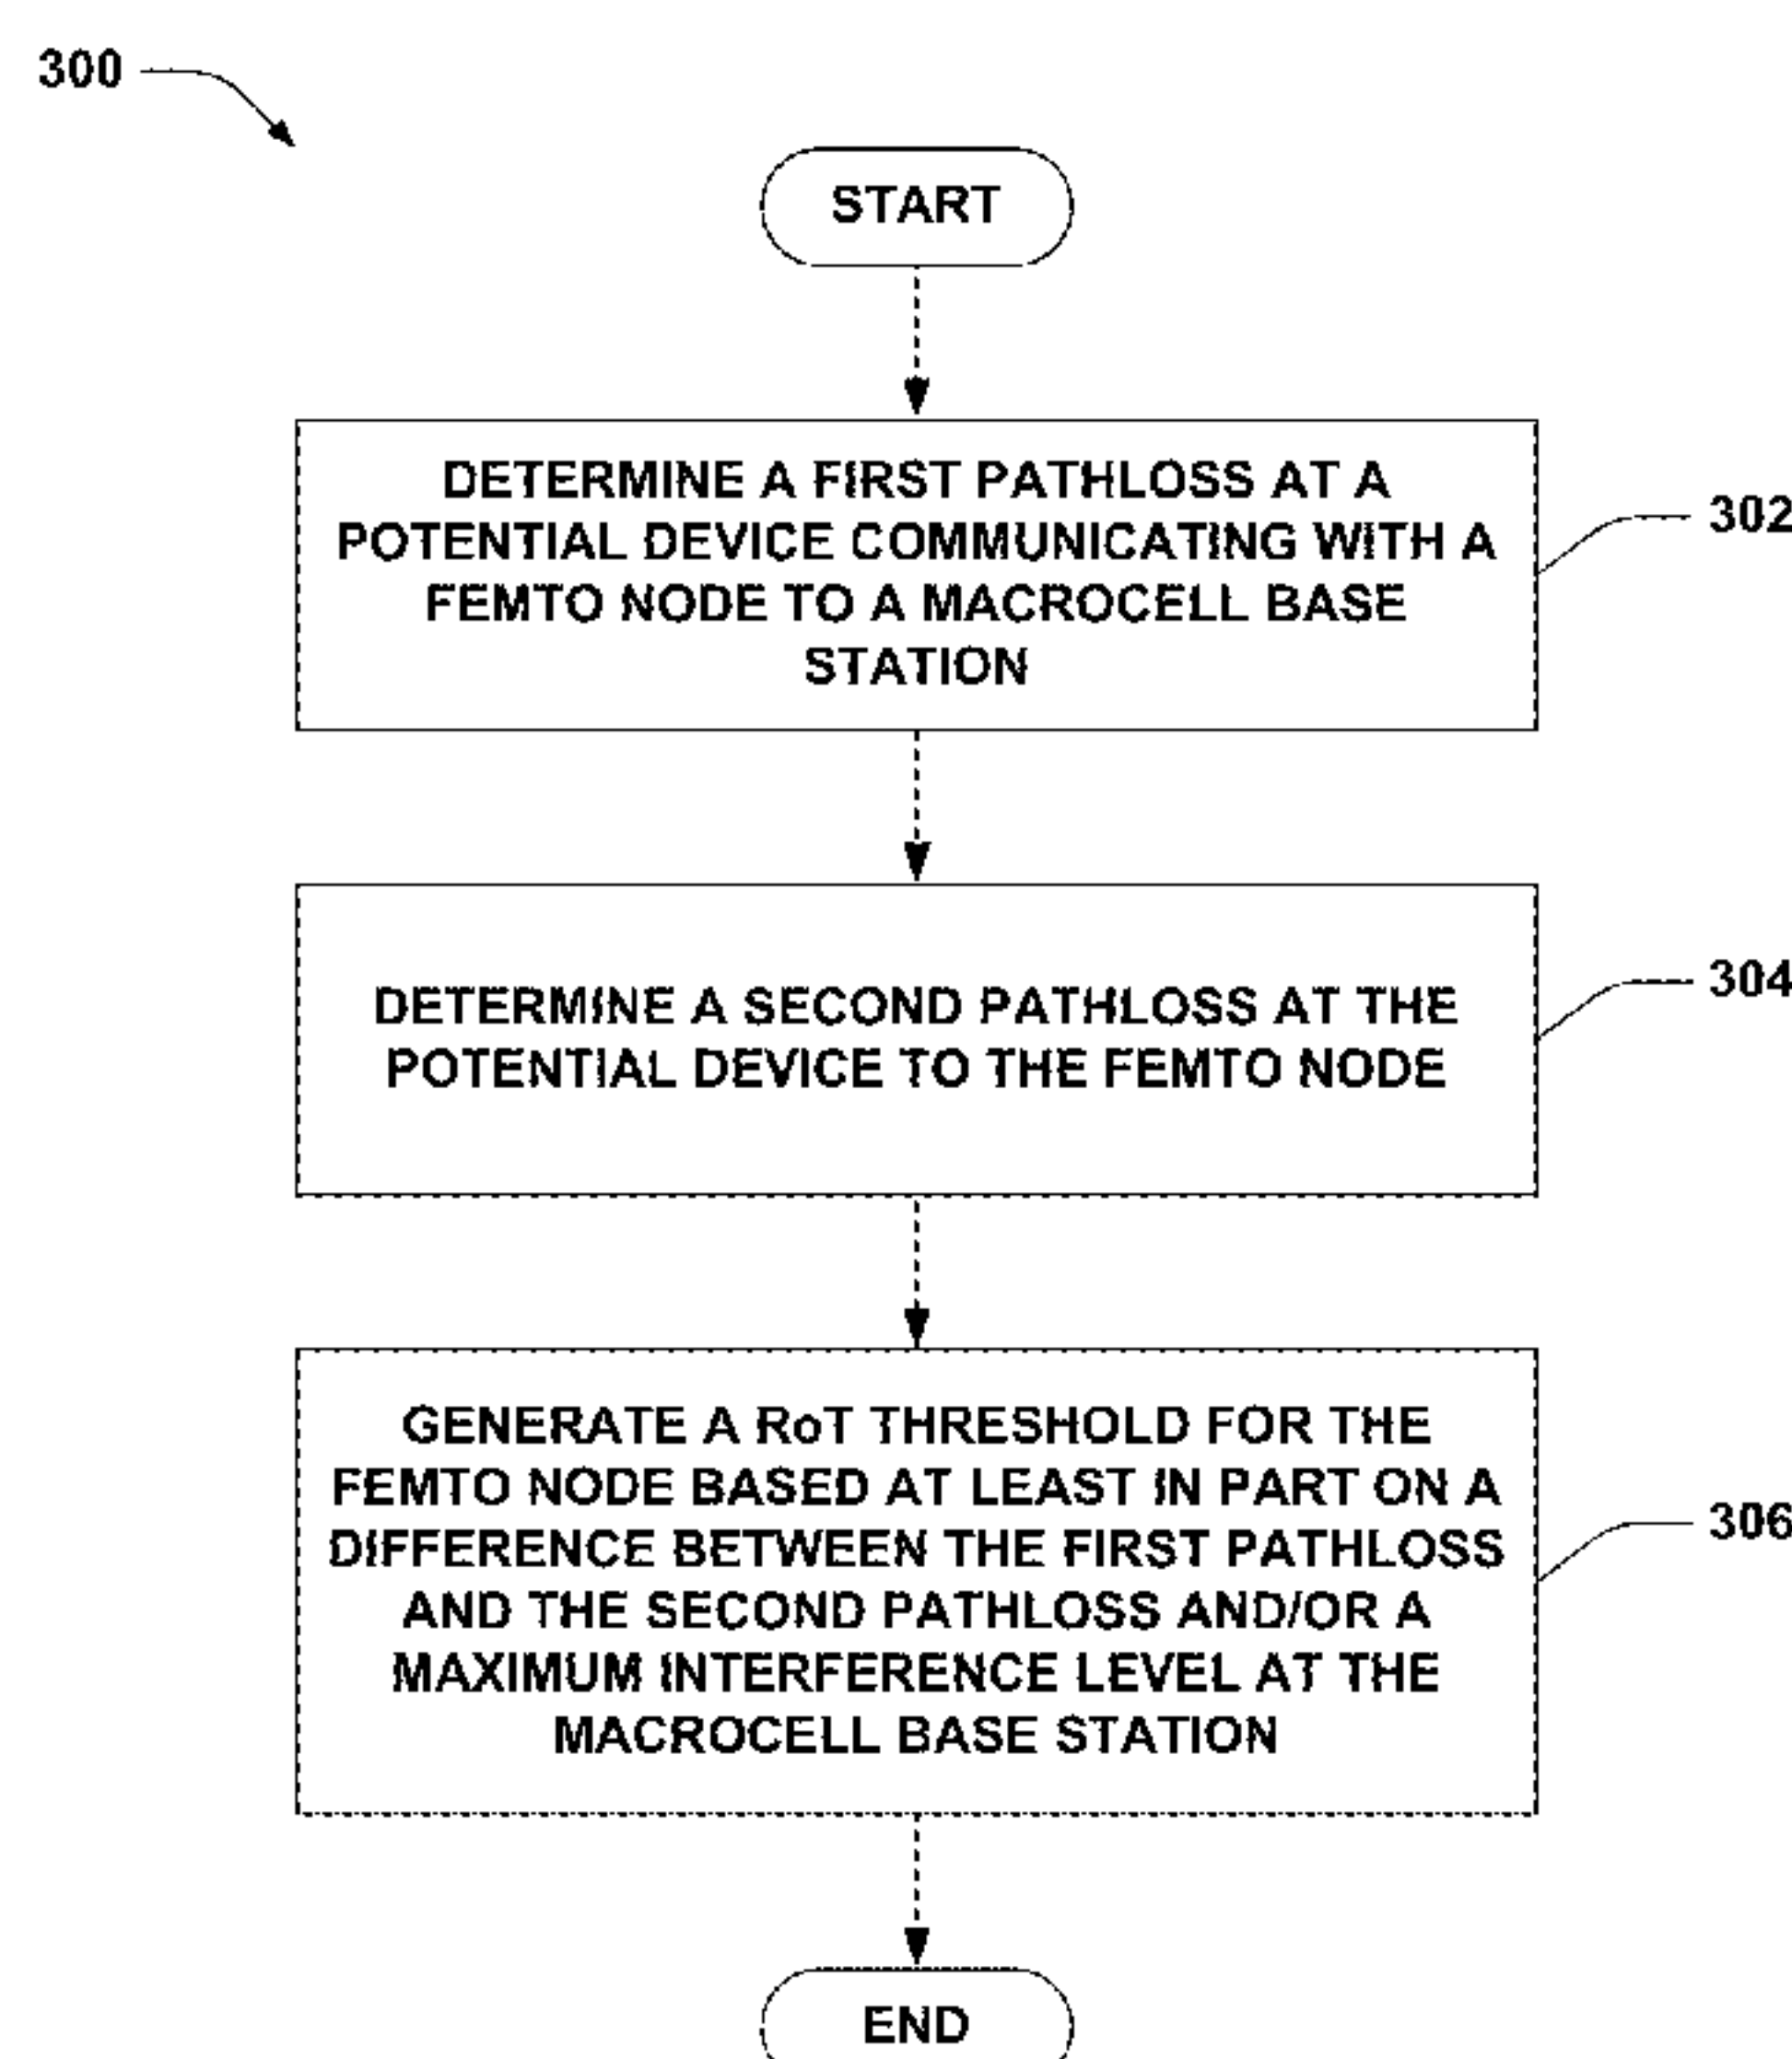 300
START
DETERMINE A FIRST PATHLOSS AT A
POTENTIAL DEVICE COMMUNICATING WITH A
FEMTO NODE TO A MACROCELL BASE
STATION
302
DETERMINE A SECOND PATHLOSS AT THE
POTENTIAL DEVICE TO THE FEMTO NODE
304
GENERATE A RoT THRESHOLD FOR THE
FEMTO NODE BASED AT LEAST IN PART ON A
DIFFERENCE BETWEEN THE FIRST PATHLOSS
AND THE SECOND PATHLOSS AND/OR A
MAXIMUM INTERFERENCE LEVEL AT THE
MACROCELL BASE STATION
306
END